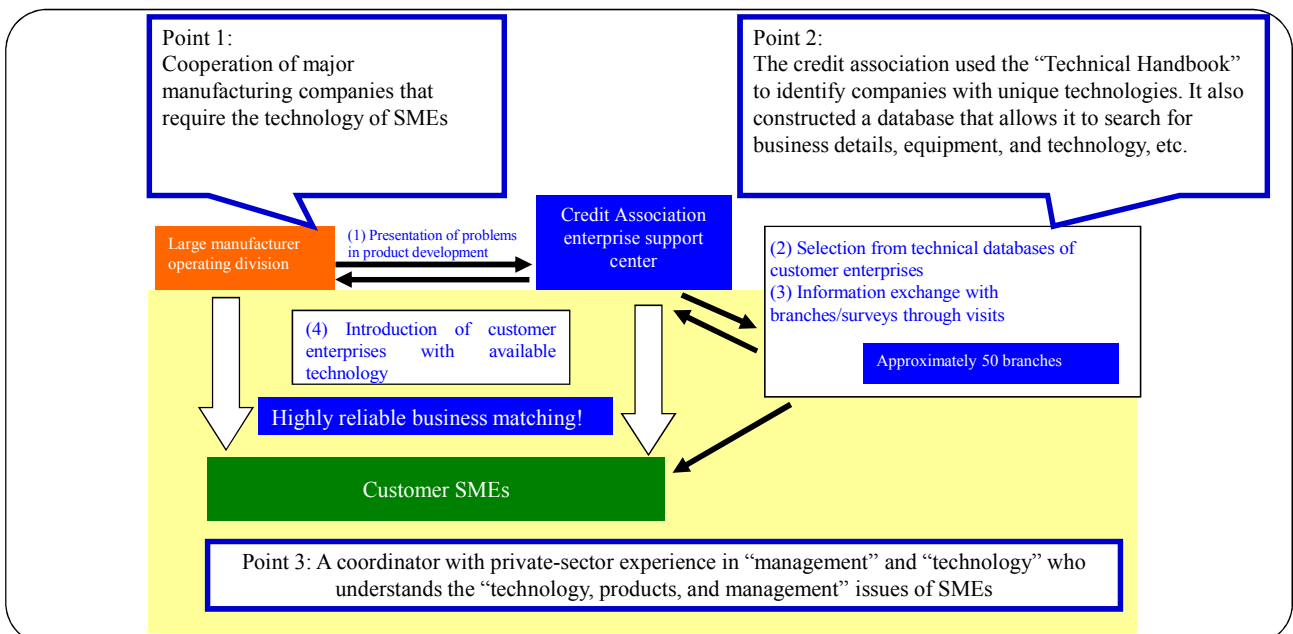 Point 1:
Cooperation of major
manufacturing companies that
require the technology of SMEs
Point 2:
The credit association used the “Technical Handbook”
to identify companies with unique technologies. It also
constructed a database that allows it to search for
business details, equipment, and technology, etc.
Large manufacturer
operating division
(1) Presentation of problems
in product development
Credit Association
enterprise support
center
(2) Selection from technical databases of
customer enterprises
(3) Information exchange with
branches/surveys through visits
Approximately 50 branches
(4) Introduction of customer
enterprises with available
technology
Highly reliable business matching!
Customer SMEs
Point 3: A coordinator with private-sector experience in “management” and “technology” who
understands the “technology, products, and management” issues of SMEs